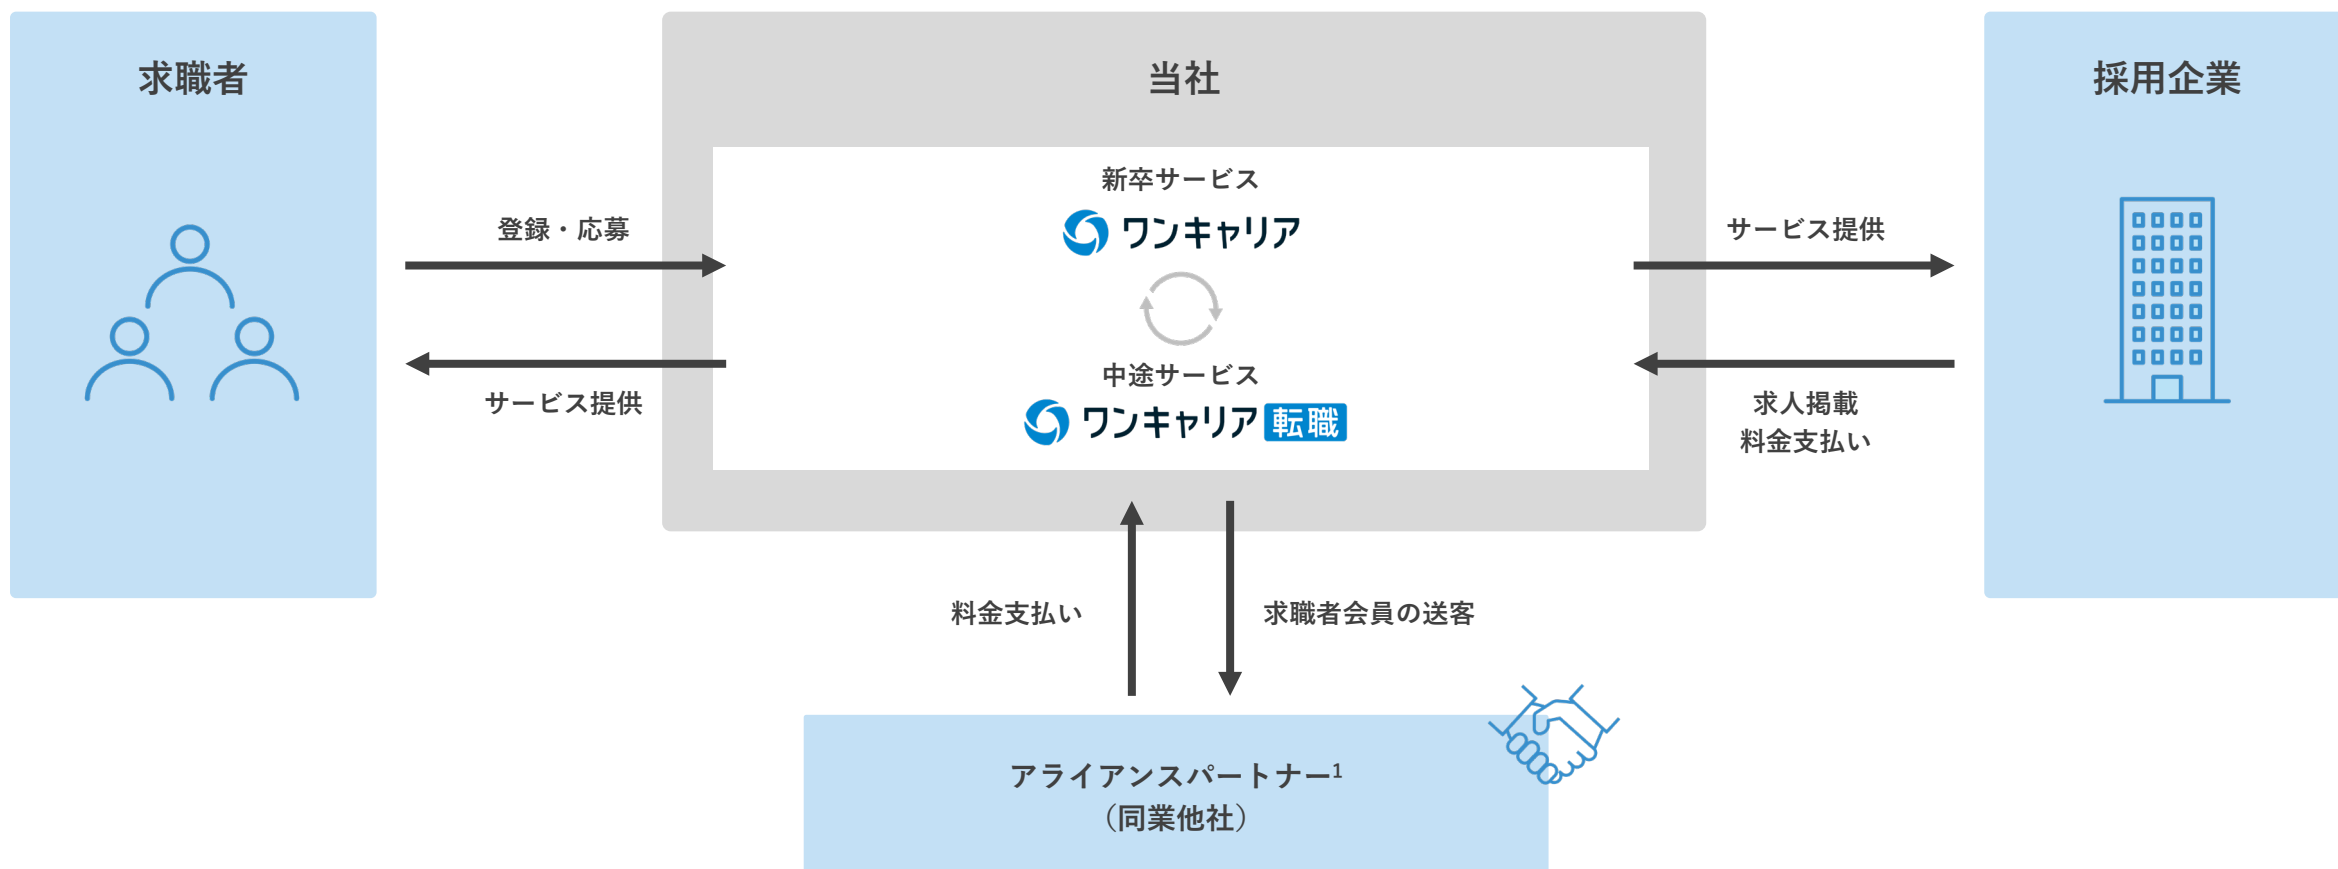 求職者
当社
採用企業
新卒サービス
ワンキャリア
登録・応募
サービス提供
中途サービス
ワンキャリア 転職
サービス提供
求人掲載
料金支払い
料金支払い
求職者会員の送客
アライアンスパートナー1
（同業他社）